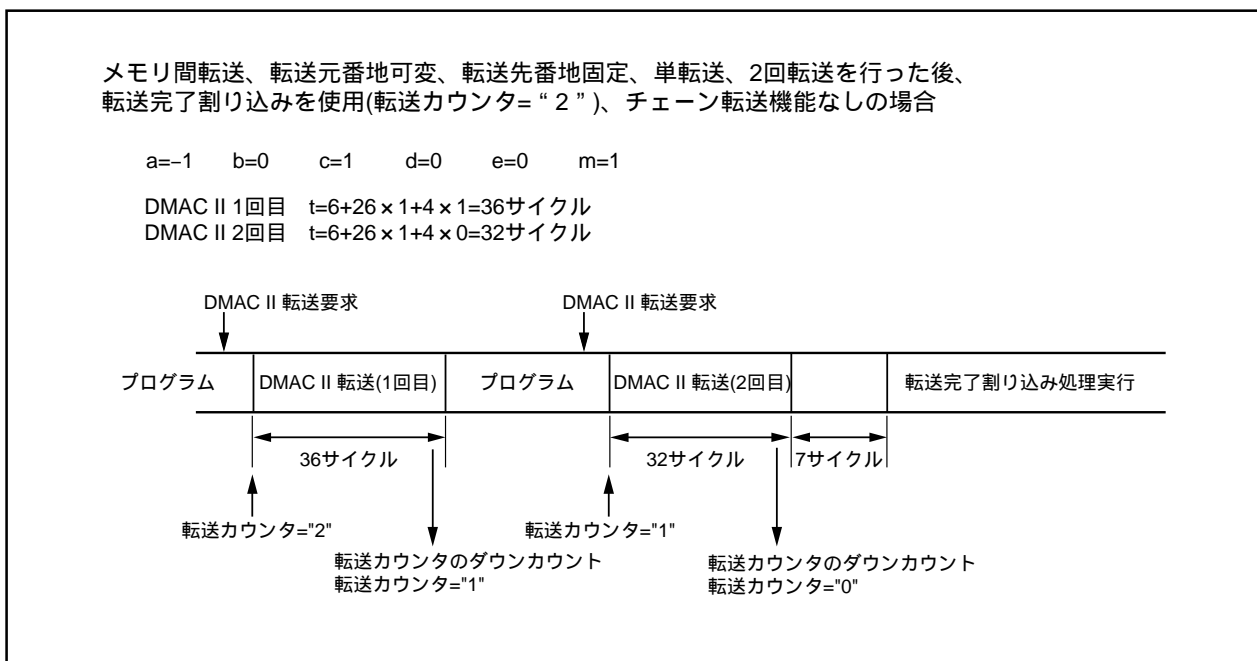 メモリ間転送、転送元番地可変、転送先番地固定、単転送、2回転送を行った後、
転送完了割り込みを使用(転送カウンタ= “ 2 ” )、チェーン転送機能なしの場合
a=−1 b=0 c=1 d=0 e=0 m=1
DMAC II 1回目 t=6+26×1+4×1=36サイクル
DMAC II 2回目 t=6+26×1+4×0=32サイクル
DMAC II 転送要求 DMAC II 転送要求
プログラム DMAC II 転送(1回目) プログラム DMAC II 転送(2回目) 転送完了割り込み処理実行
36サイクル 32サイクル 7サイクル
転送カウンタ="2" 転送カウンタ="1"
転送カウンタのダウンカウント 転送カウンタのダウンカウント
転送カウンタ="1" 転送カウンタ="0"